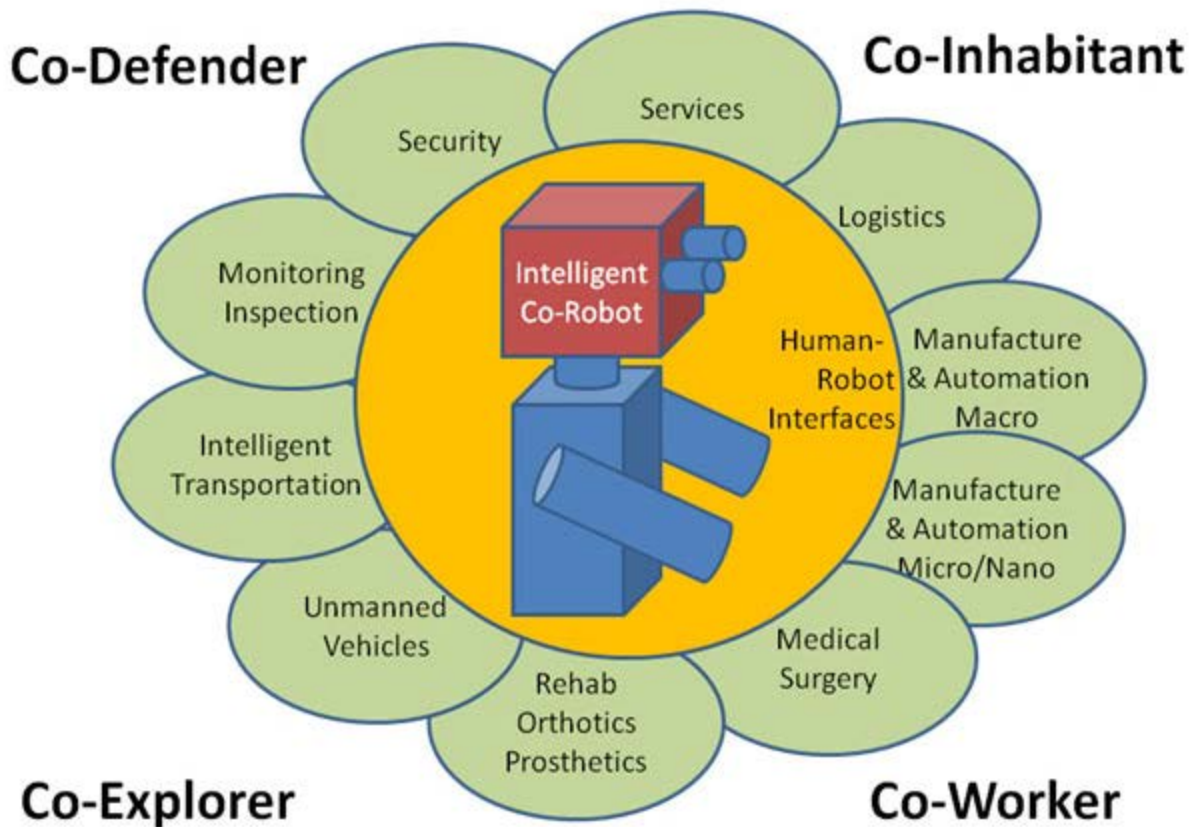 Co-Defender
Co-Inhabitant
Services
Security
Logistics
Monitoring
Inspection
Intelligent
Co-Robot
Human-
Robot
Interfaces
Manufacture
& Automation
Macro
Intelligent
Transportation
Manufacture
& Automation
Micro/Nano
Unmanned
Vehicles
Medical
Surgery
Rehab
Orthotics
Prosthetics
Co-Explorer
Co-Worker